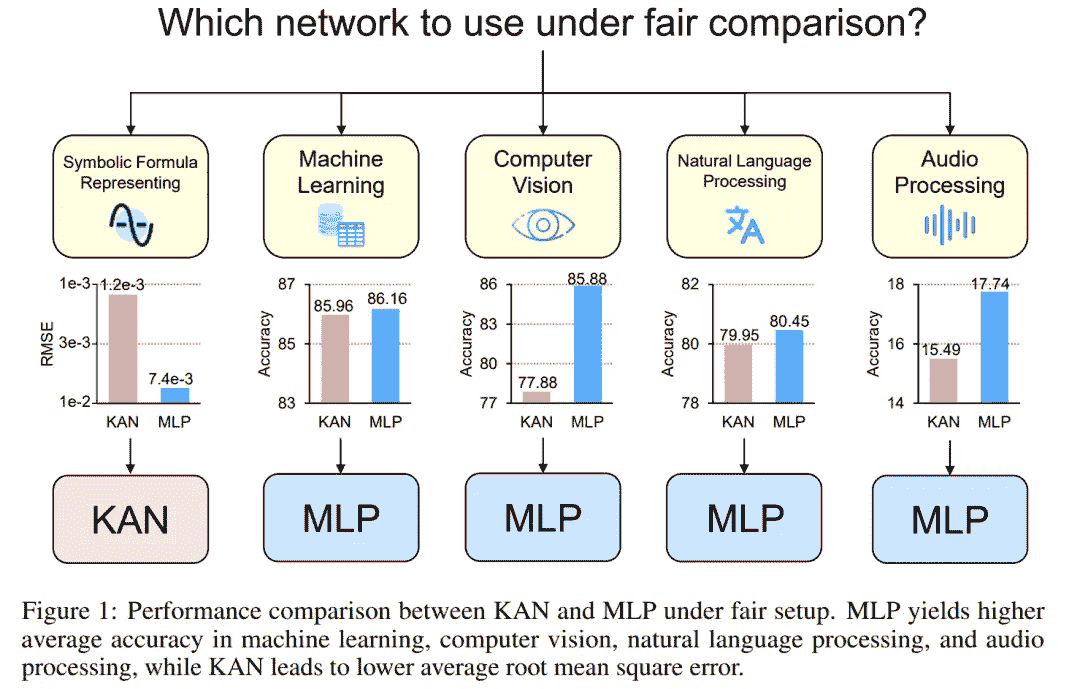 Which network to use under fair comparison?
Symbolic Formula
Representing
Machine
Learning
Computer
Vision
Natural Language
Processing
Audio
Processing
1e-3
3e-3
1e-2
RMSE
1.2e-3
7.4e-3
KAN MLP
87
85
83
Accuracy
85.96
86.16
KAN MLP
86
83
80
77
Accuracy
77.88
85.88
KAN MLP
82
80
78
Accuracy
79.95
80.45
KAN MLP
18
16
14
Accuracy
15.49
17.74
KAN MLP
KAN
MLP
MLP
MLP
MLP
Figure 1: Performance comparison between KAN and MLP under fair setup. MLP yields higher
average accuracy in machine learning, computer vision, natural language processing, and audio
processing, while KAN leads to lower average root mean square error.